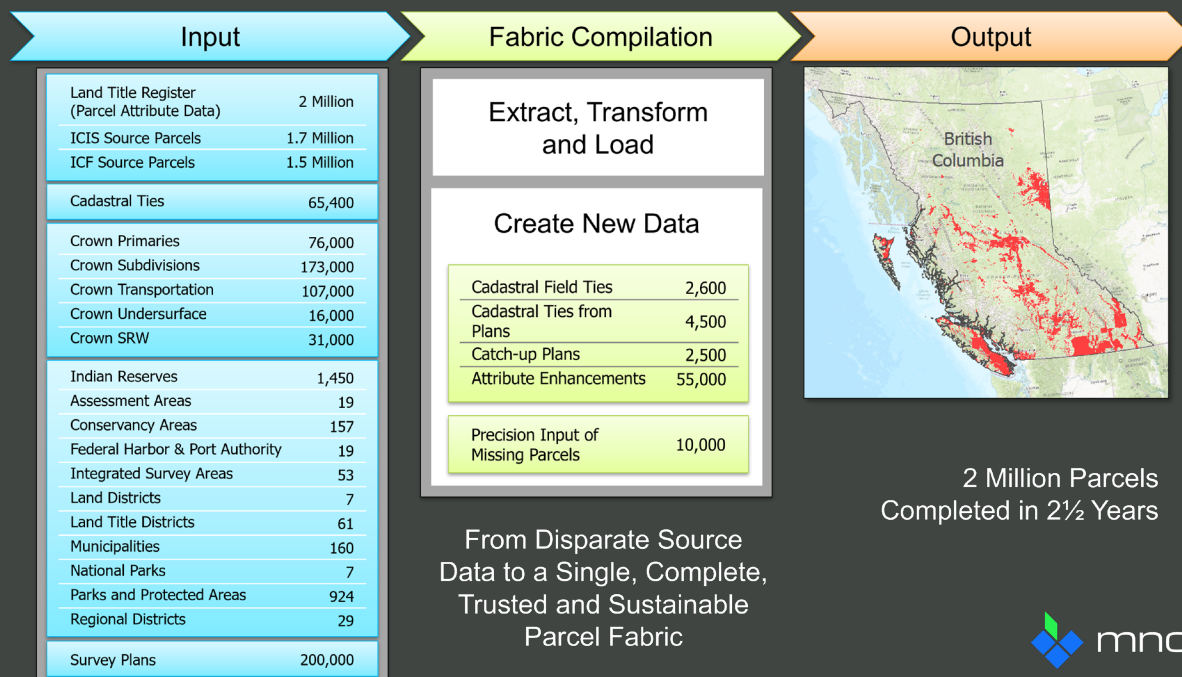 Input
Fabric Compilation
Output
Land Title Register
(Parcel Attribute Data) 2 Million
ICIS Source Parcels 1.7 Million
ICF Source Parcels 1.5 Million
Cadastral Ties 65,400
Crown Primaries 76,000
Crown Subdivisions 173,000
Crown Transportation 107,000
Crown Undersurface 16,000
Crown SRW 31,000
Indian Reserves 1,450
Assessment Areas 19
Conservancy Areas 157
Federal Harbor & Port Authority 19
Integrated Survey Areas 53
Land Districts 7
Land Title Districts 61
Municipalities 160
National Parks 7
Parks and Protected Areas 924
Regional Districts 29
Survey Plans 200,000
Extract, Transform
and Load
Create New Data
Cadastral Field Ties 2,600
Cadastral Ties from
Plans 4,500
Catch-up Plans 2,500
Attribute Enhancements 55,000
Precision Input of
Missing Parcels 10,000
From Disparate Source
Data to a Single, Complete,
Trusted and Sustainable
Parcel Fabric
British
Columbia
2 Million Parcels
Completed in 2½ Years